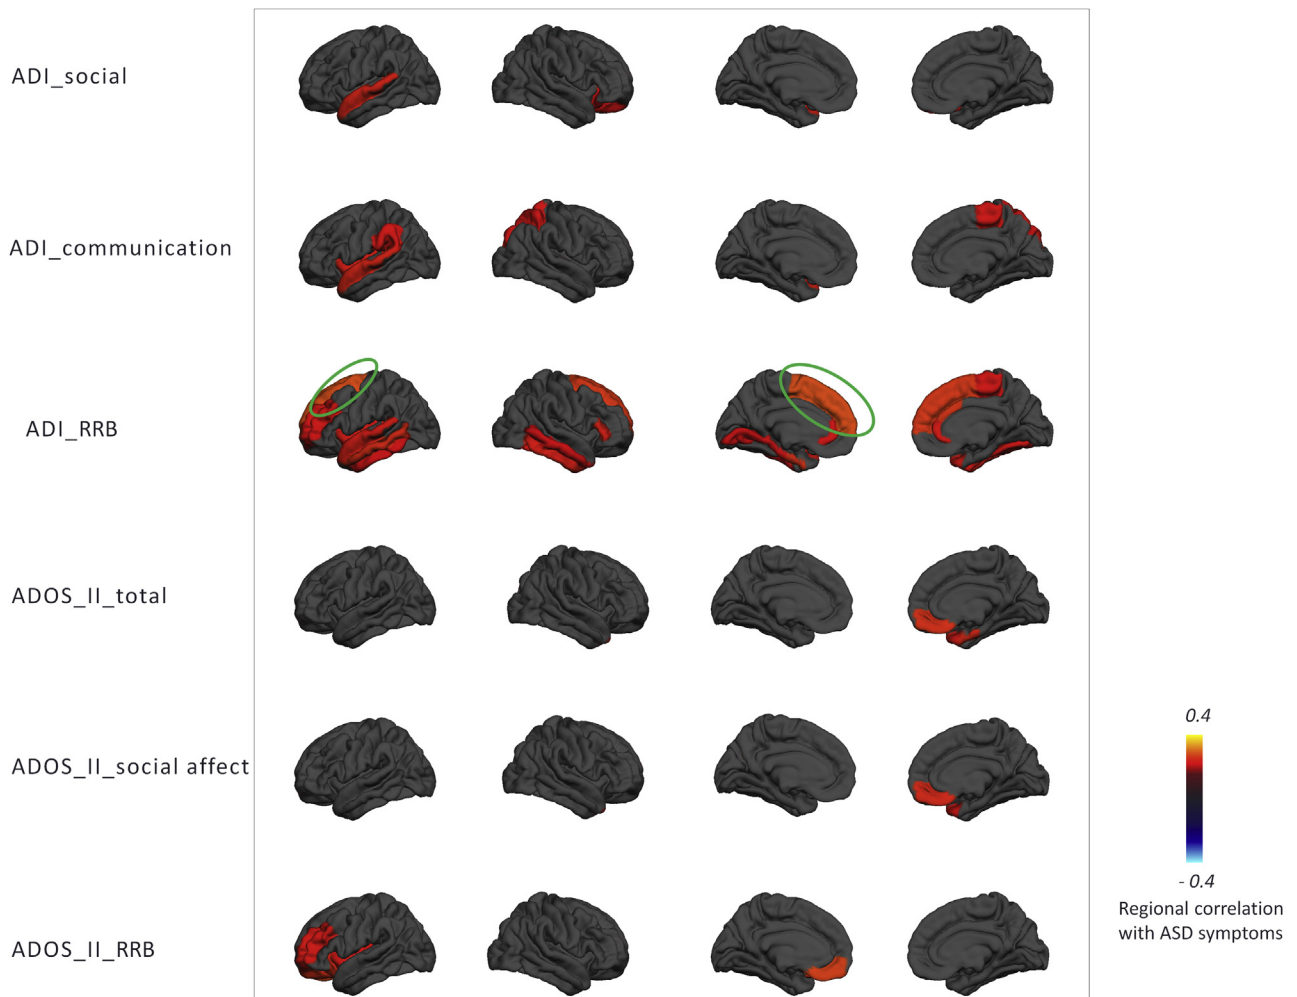 ADI_social
ADI_communication
ADI_RRB
ADOS_II_total
ADOS_II_social affect
ADOS_II_RRB
0.4
- 0.4
Regional correlation
with ASD symptoms